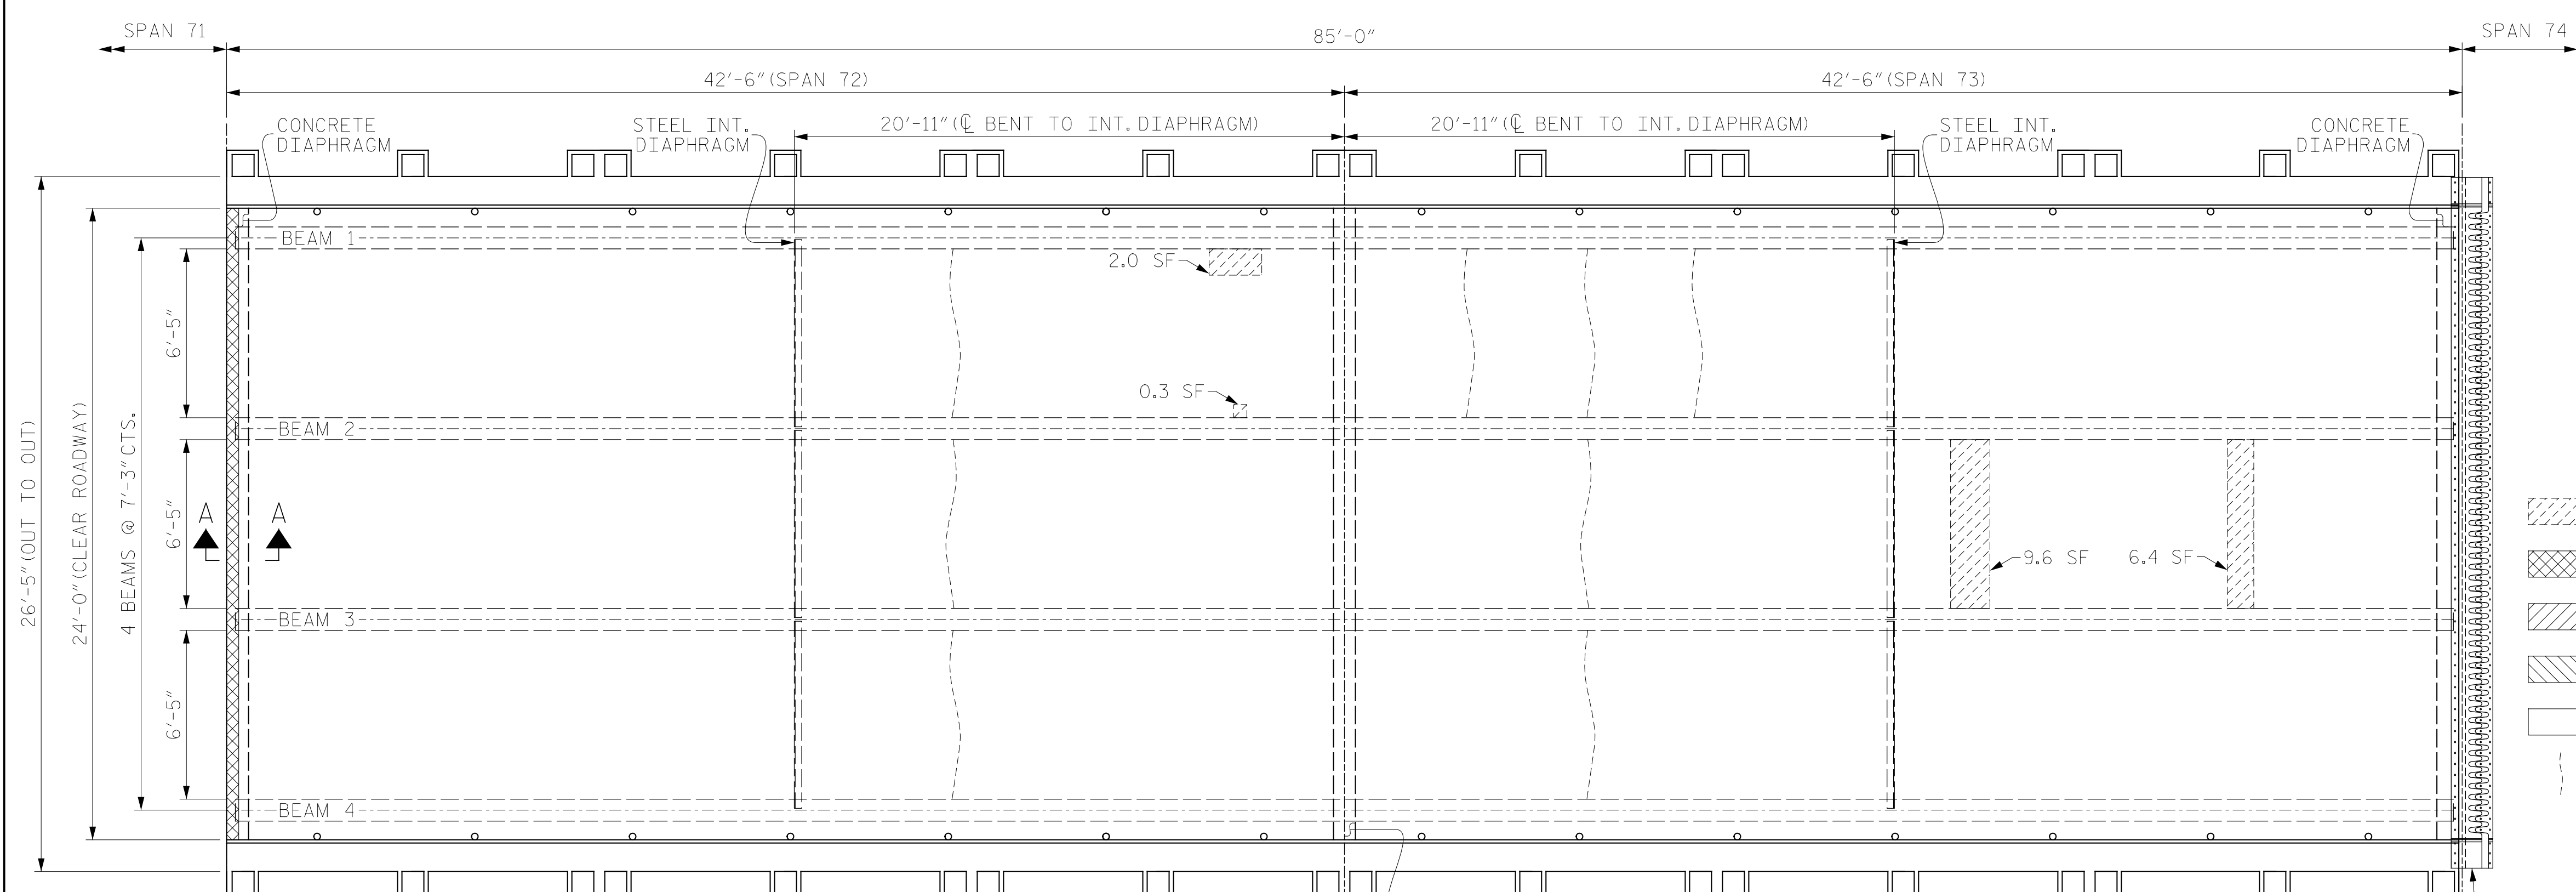 SPAN 71
85'-0"
SPAN 74
42'-6"(SPAN 72)
42'-6"(SPAN 73)
CONCRETE
DIAPHRAGM
STEEL INT.
DIAPHRAGM
20'-11"(℄ BENT TO INT. DIAPHRAGM)
20'-11"(℄ BENT TO INT. DIAPHRAGM)
STEEL INT.
DIAPHRAGM
CONCRETE
DIAPHRAGM
BEAM 1
2.0 SF
6'-5"
0.3 SF
BEAM 2
26'-5"(OUT TO OUT)
24'-0"(CLEAR ROADWAY)
4 BEAMS @ 7'-3" CTS.
6'-5"
A
A
9.6 SF
6.4 SF
BEAM 3
6'-5"
BEAM 4